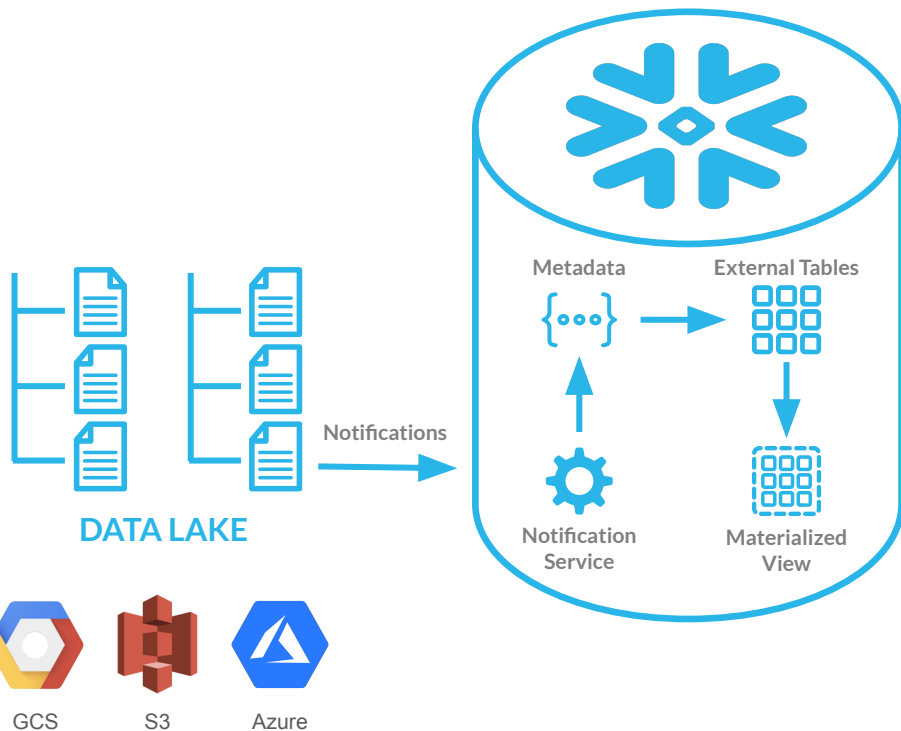 Metadata
External Tables
Notifications
DATA LAKE
Notification
Service
Materialized
View
GCS
S3
Azure